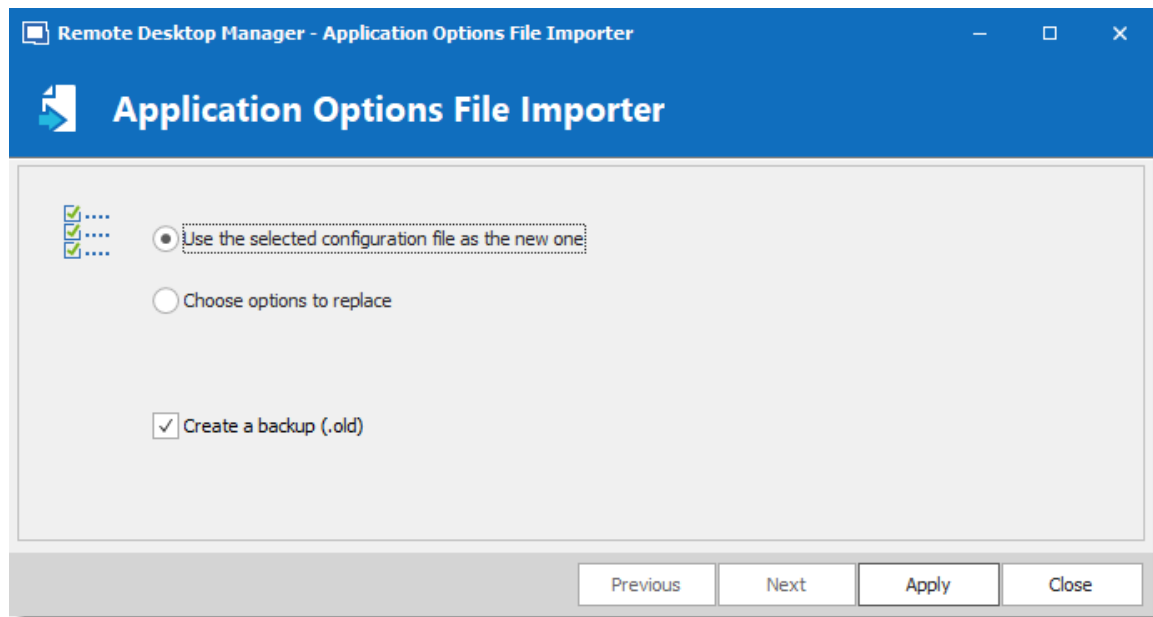 Remote Desktop Manager - Application Options File Importer
Application Options File Importer
Use the selected configuration file as the new one
Choose options to replace
Create a backup (.old)
Previous Next Apply Close